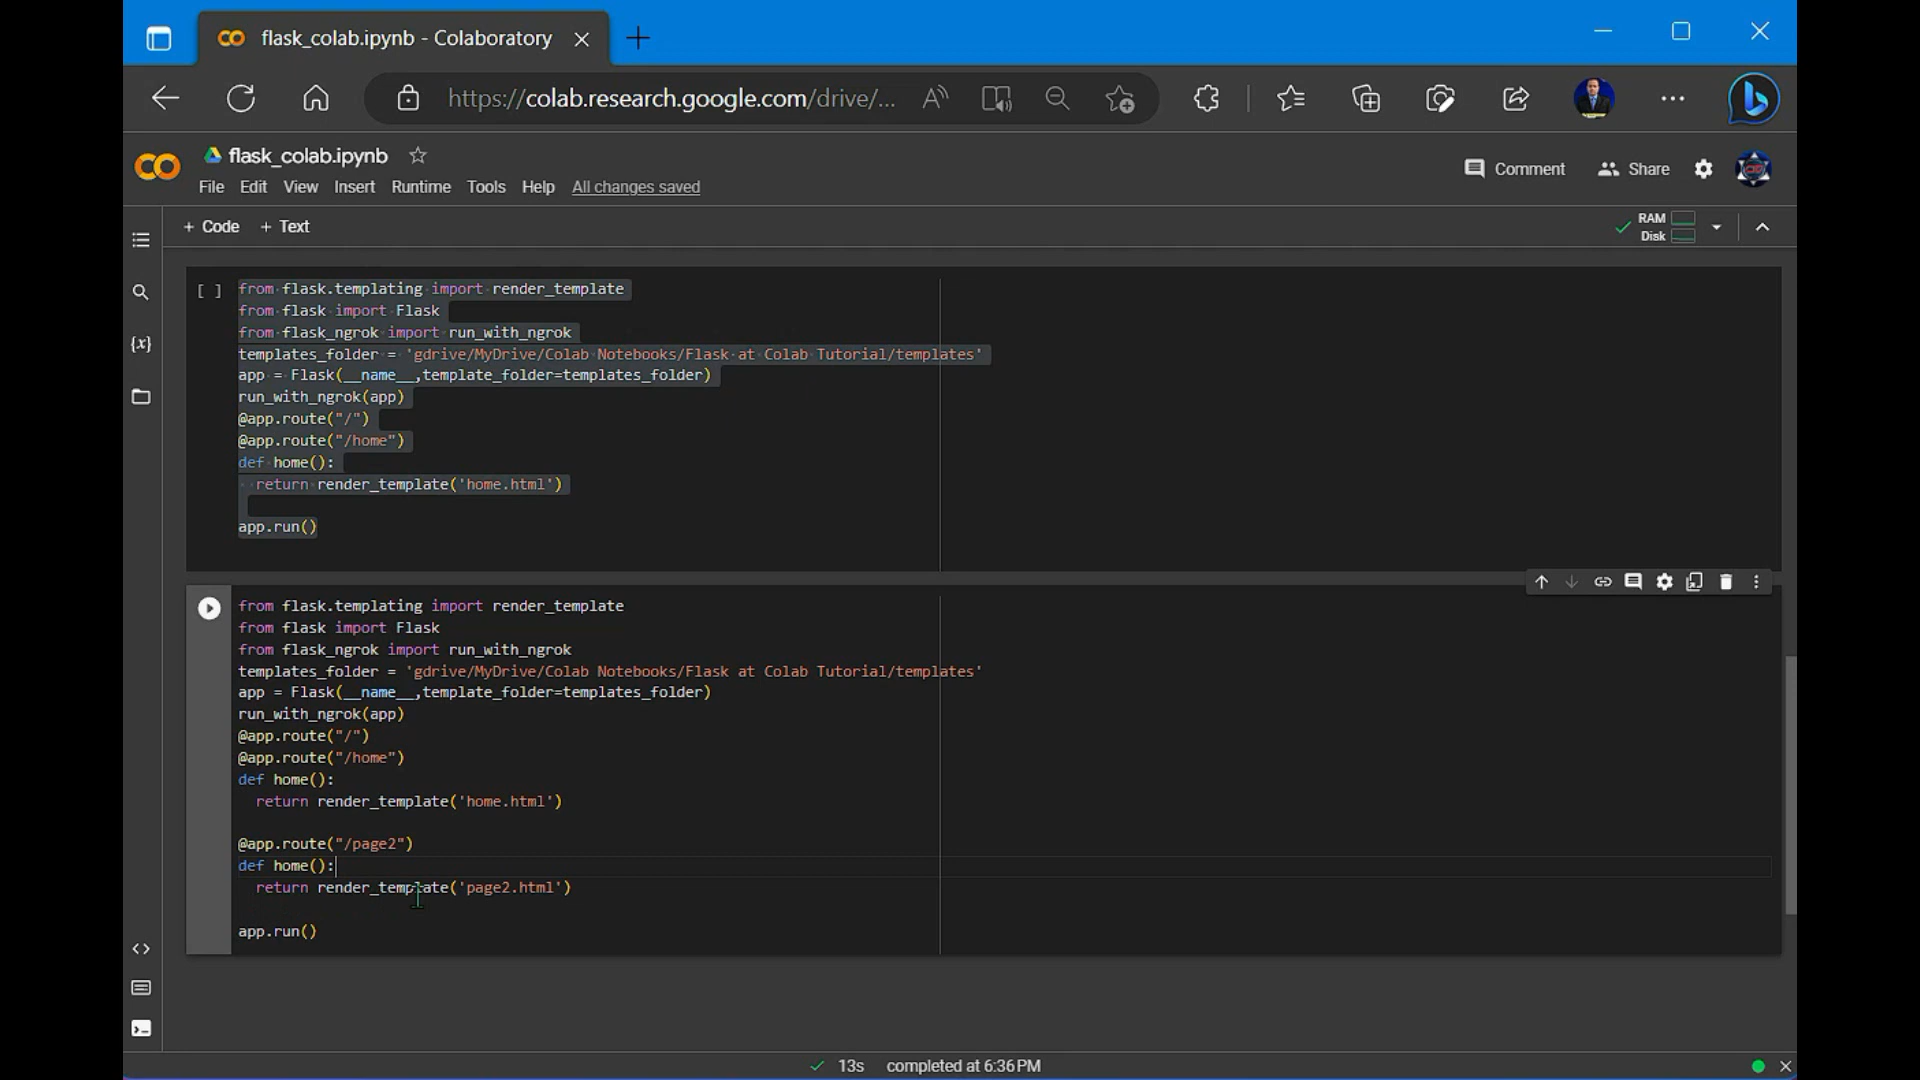 flask_colab.ipynb - Colaboratory
https://colab.research.google.com/drive/...
flask_colab.ipynb
Comment
Share
File Edit View Insert Runtime Tools Help All changes saved
+ Code + Text
RAM
Disk
[ ] from flask.templating import render_template
from flask import Flask
from flask_ngrok import run_with_ngrok
templates_folder = 'gdrive/MyDrive/Colab Notebooks/Flask at Colab Tutorial/templates'
app = Flask(__name__,template_folder=templates_folder)
run_with_ngrok(app)
@app.route("/")
@app.route("/home")
def home():
  return render_template('home.html')
app.run()
from flask.templating import render_template
from flask import Flask
from flask_ngrok import run_with_ngrok
templates_folder = 'gdrive/MyDrive/Colab Notebooks/Flask at Colab Tutorial/templates'
app = Flask(__name__,template_folder=templates_folder)
run_with_ngrok(app)
@app.route("/")
@app.route("/home")
def home():
  return render_template('home.html')
@app.route("/page2")
def home():
  return render_template('page2.html')
app.run()
13s completed at 6:36 PM